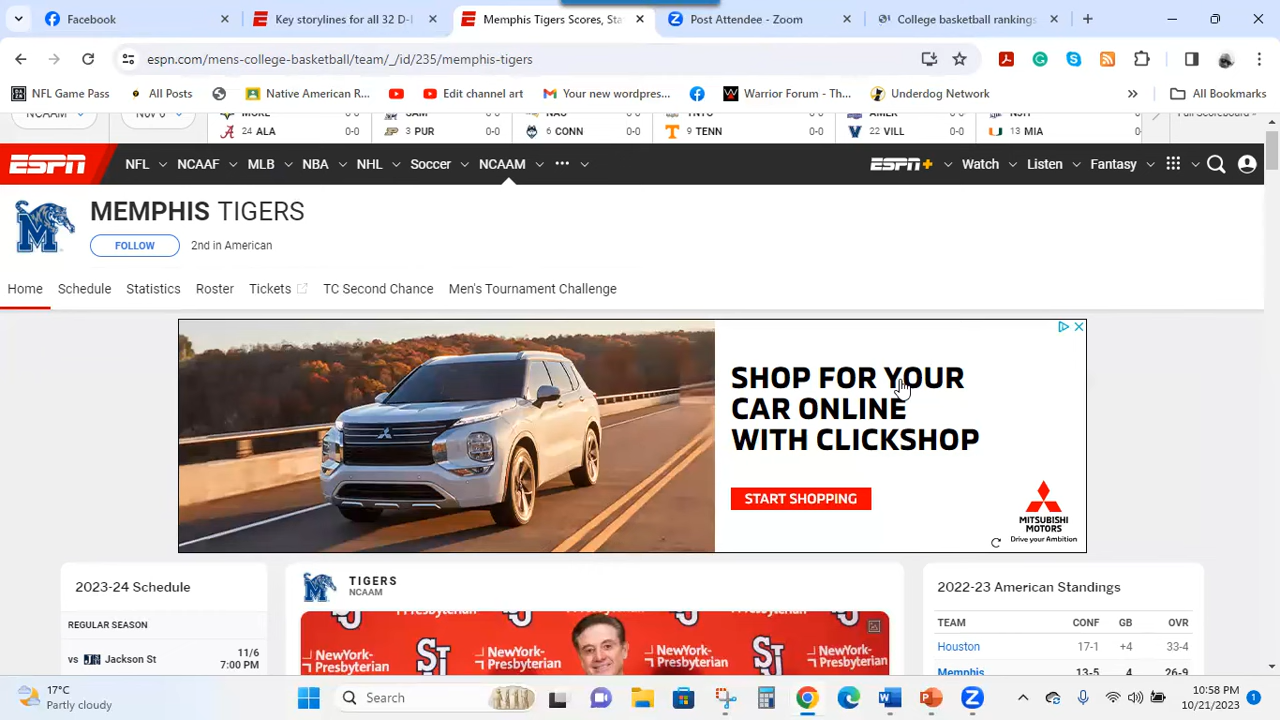 Facebook
Key storylines for all 32 D-I
Memphis Tigers Scores, Sta
Post Attendee - Zoom
College basketball rankings
espn.com/mens-college-basketball/team/_/id/235/memphis-tigers
NFL Game Pass
All Posts
Native American R...
Edit channel art
Your new wordpres...
Warrior Forum - Th...
Underdog Network
All Bookmarks
24 ALA 0-0
3 PUR 0-0
6 CONN 0-0
9 TENN 0-0
22 VILL 0-0
13 MIA
ESPN NFL NCAAF MLB NBA NHL Soccer NCAAM ESPN+ Watch Listen Fantasy
MEMPHIS TIGERS
FOLLOW 2nd in American
Home Schedule Statistics Roster Tickets TC Second Chance Men's Tournament Challenge
SHOP FOR YOUR
CAR ONLINE
WITH CLICKSHOP
START SHOPPING
MITSUBISHI
MOTORS
Drive your Ambition
2023-24 Schedule
REGULAR SEASON
vs Jackson St 11/6
7:00 PM
TIGERS
NCAAM
NewYork-
Presbyterian
NewYork-
Presbyterian
2022-23 American Standings
TEAM CONF GB OVR
Houston 17-1 +4 33-4
Memphis 13-5 4 26-9
17°C
Partly cloudy
Search
10:58 PM
10/21/2023